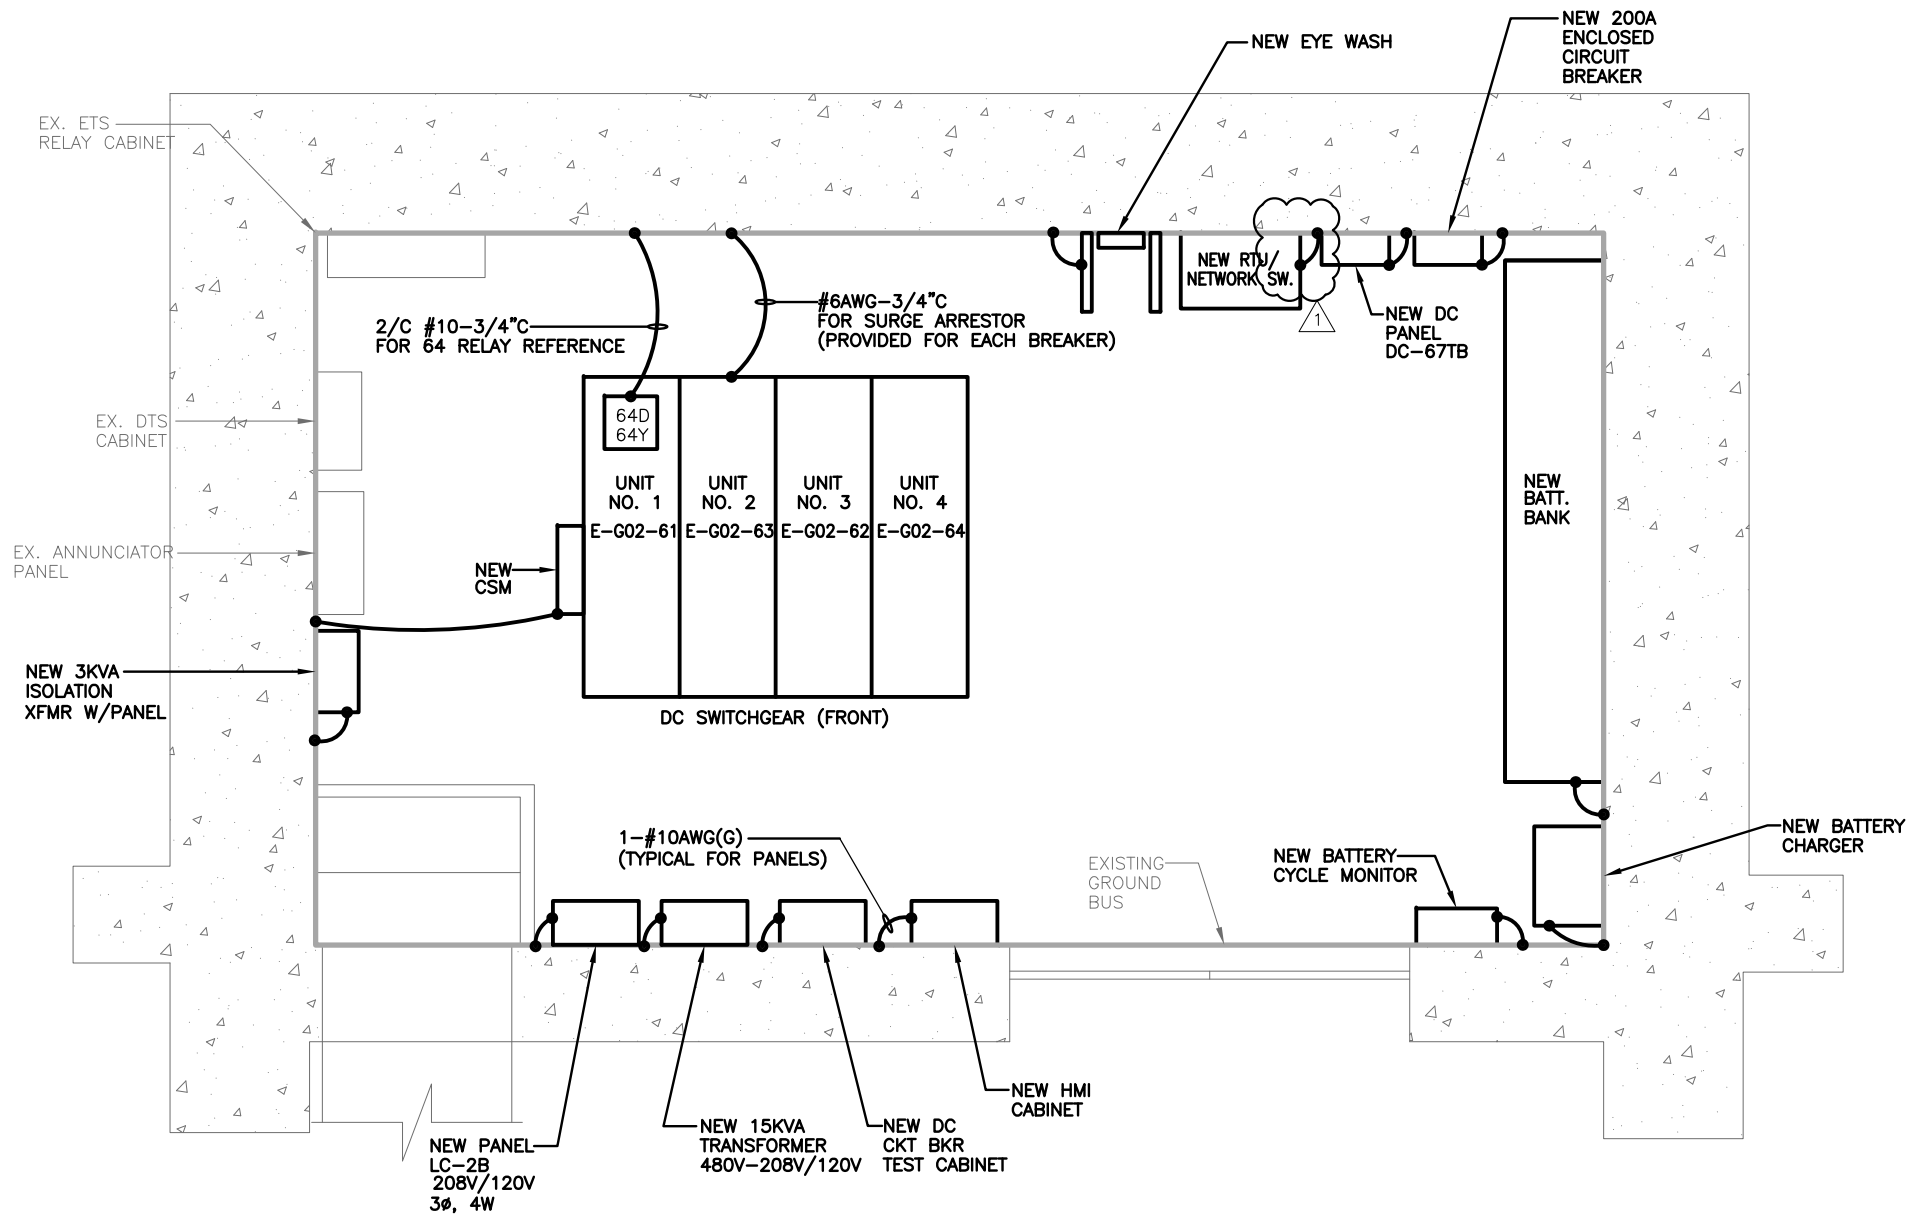 NEW 200A
ENCLOSED
CIRCUIT
BREAKER
NEW EYE WASH
EX. ETS
RELAY CABINET
NEW RTU/
NETWORK SW.
1
#6AWG-3/4"C
FOR SURGE ARRESTOR
(PROVIDED FOR EACH BREAKER)
2/C #10-3/4"C
FOR 64 RELAY REFERENCE
NEW DC
PANEL
DC-67TB
64D
64Y
EX. DTS
CABINET
UNIT
NO. 1
E-G02-61
UNIT
NO. 2
E-G02-63
UNIT
NO. 3
E-G02-62
UNIT
NO. 4
E-G02-64
NEW
BATT.
BANK
EX. ANNUNCIATOR
PANEL
NEW
CSM
NEW 3KVA
ISOLATION
XFMR W/PANEL
DC SWITCHGEAR (FRONT)
1-#10AWG(G)
(TYPICAL FOR PANELS)
EXISTING
GROUND
BUS
NEW BATTERY
CYCLE MONITOR
NEW BATTERY
CHARGER
NEW HMI
CABINET
NEW PANEL
LC-2B
208V/120V
3ø, 4W
NEW 15KVA
TRANSFORMER
480V-208V/120V
NEW DC
CKT BKR
TEST CABINET